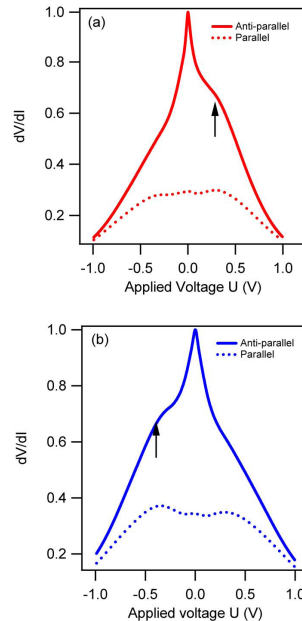 (a)
Anti-parallel
Parallel
dV/dI
1.0
0.8
0.6
0.4
0.2
-1.0 -0.5 0.0 0.5 1.0
Applied Voltage U (V)
(b)
Anti-parallel
Parallel
dV/dI
1.0
0.8
0.6
0.4
0.2
-1.0 -0.5 0.0 0.5 1.0
Applied voltage U (V)